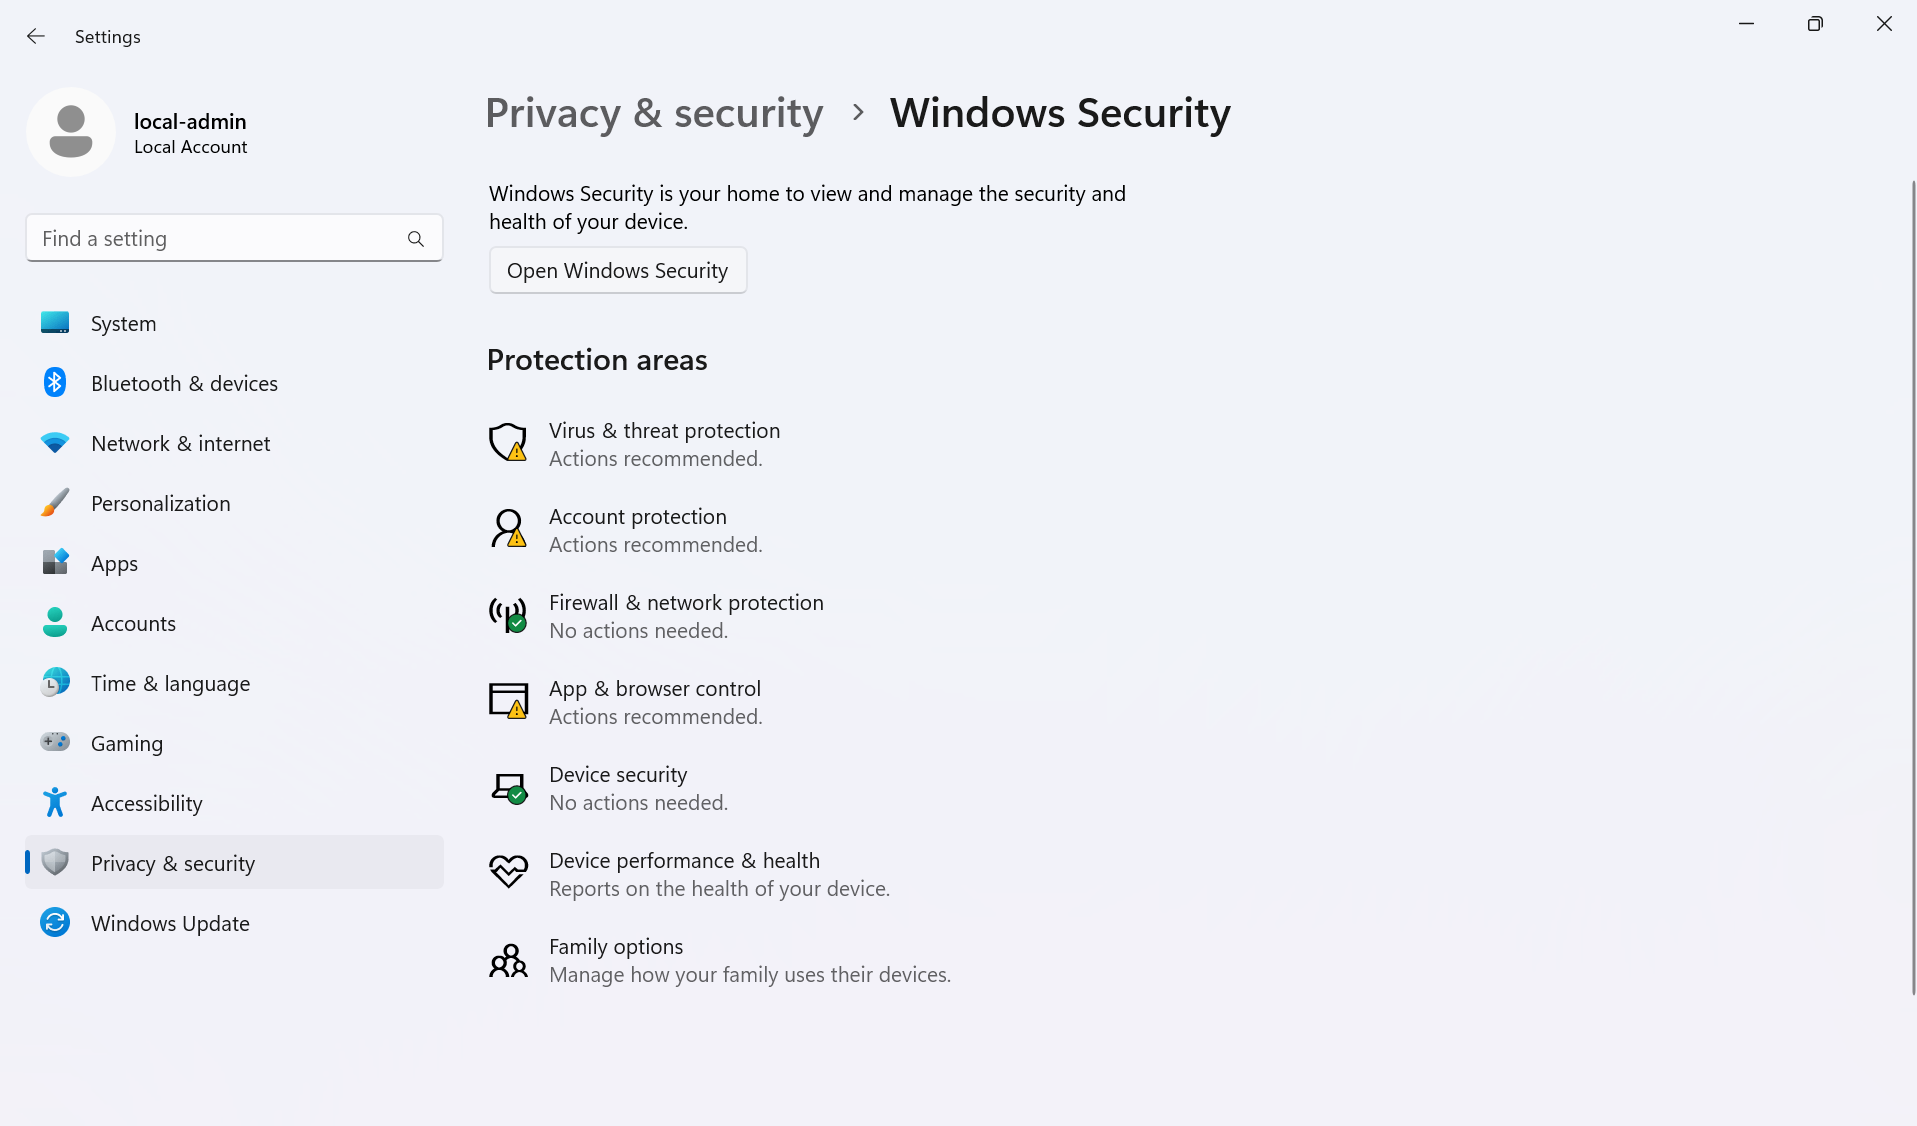 Settings
local-admin
Local Account
Find a setting
System
Bluetooth & devices
Network & internet
Personalization
Apps
Accounts
Time & language
Gaming
Accessibility
Privacy & security
Windows Update
Privacy & security > Windows Security
Windows Security is your home to view and manage the security and
health of your device.
Open Windows Security
Protection areas
Virus & threat protection
Actions recommended.
Account protection
Actions recommended.
Firewall & network protection
No actions needed.
App & browser control
Actions recommended.
Device security
No actions needed.
Device performance & health
Reports on the health of your device.
Family options
Manage how your family uses their devices.